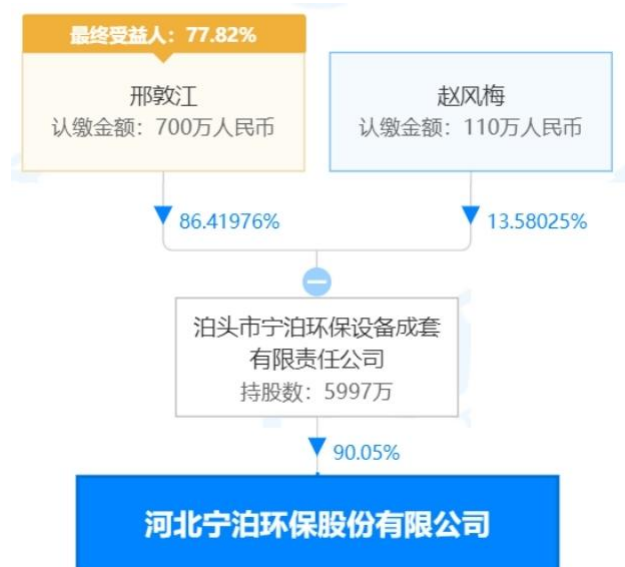 最终受益人：77.82%
邢敦江
认缴金额：700万人民币
赵风梅
认缴金额：110万人民币
86.41976%
13.58025%
泊头市宁泊环保设备成套
有限责任公司
持股数：5997万
90.05%
河北宁泊环保股份有限公司